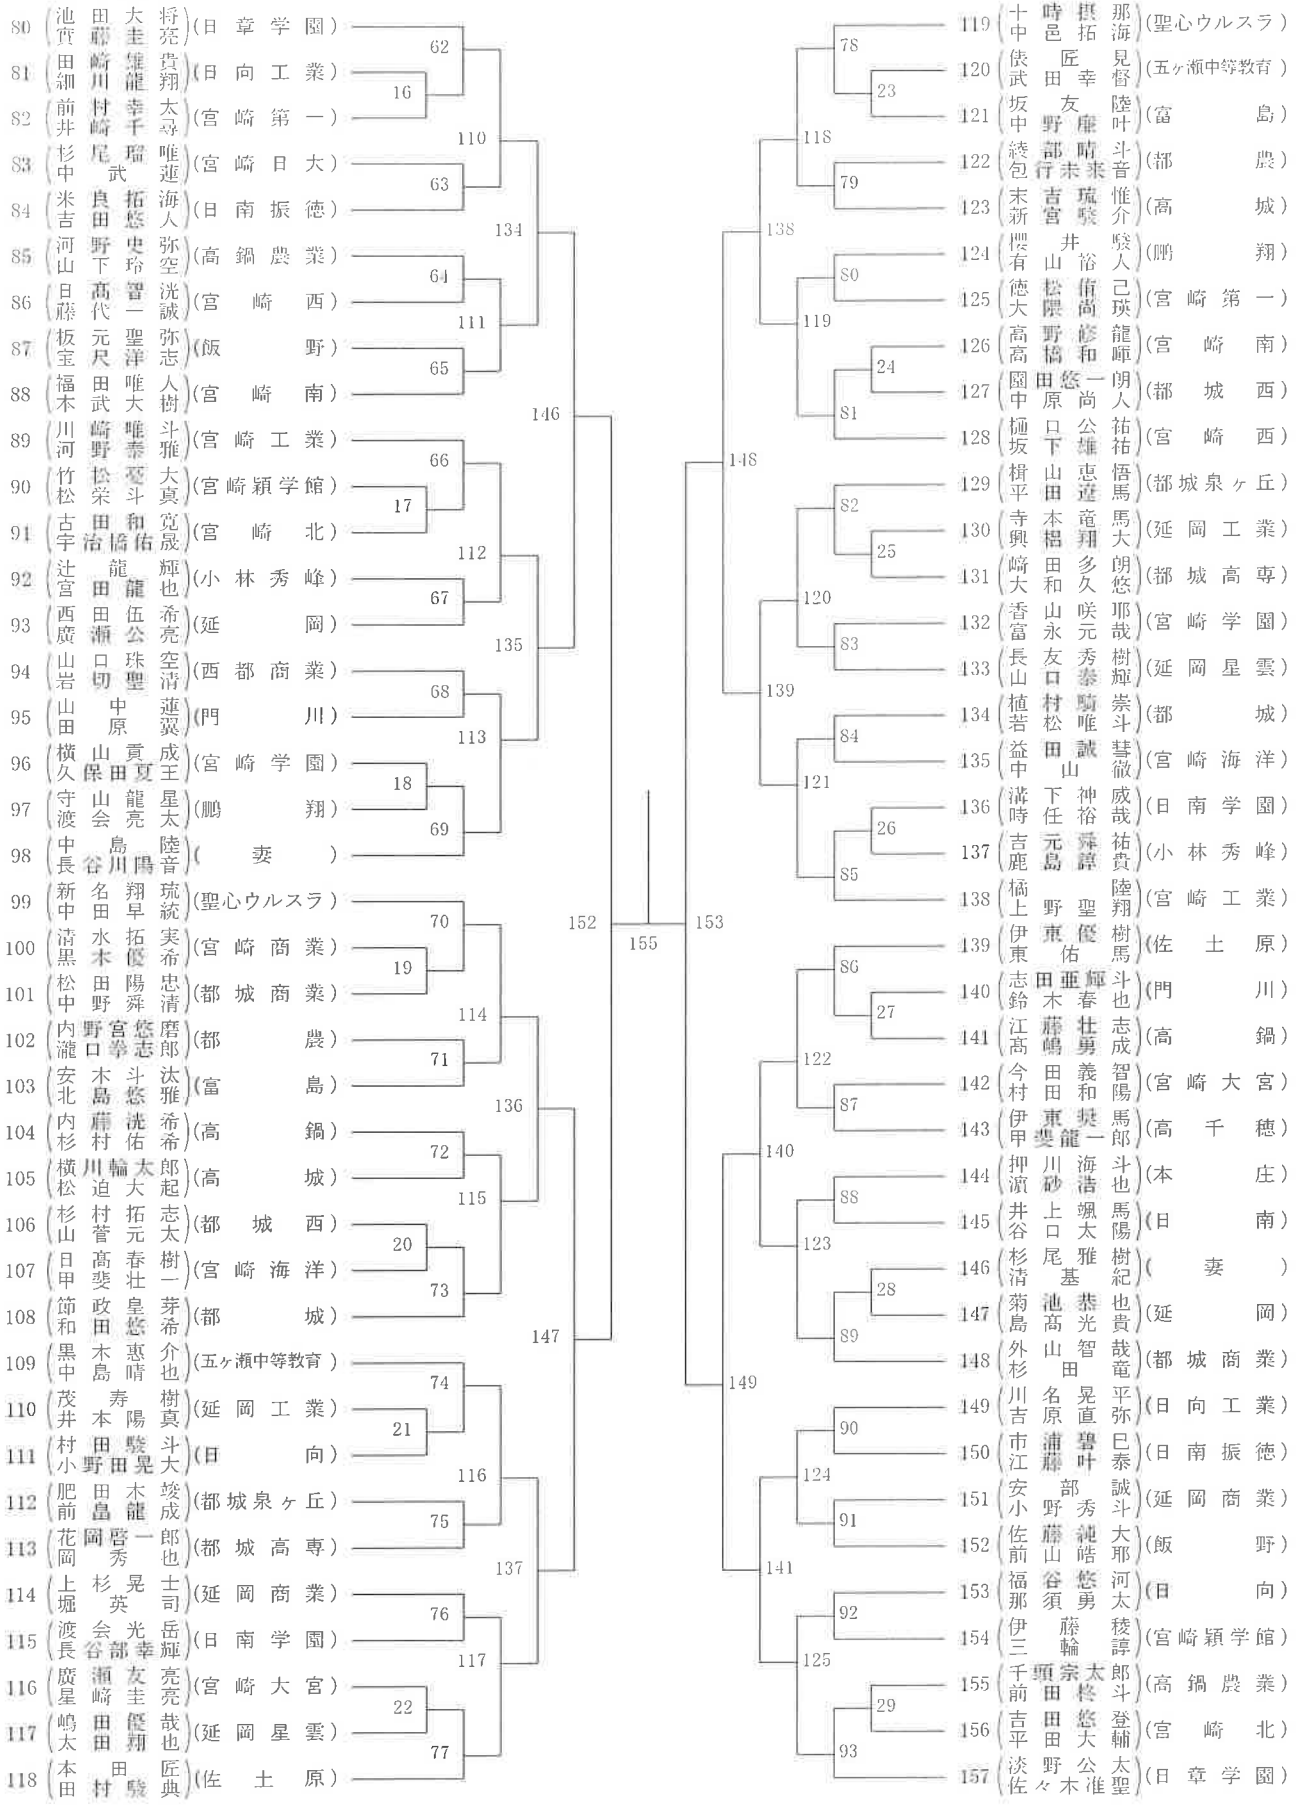 80 (池田大将 齊藤圭亮)(日章学園)
81 (田崎雄貴 細川龍翔)(日向工業)
82 (前村幸太 井崎千尋)(宮崎第一)
83 (杉尾瑠唯 中武蓮)(宮崎日大)
84 (米良拓海 吉田悠人)(日南振徳)
85 (河野史弥 山下玲空)(高鍋農業)
86 (日髙智洸 藤代一誠)(宮崎西)
87 (坂元聖弥 宝尺洋志)(飯野)
88 (福田唯人 本武大樹)(宮崎南)
89 (川崎唯斗 河野泰雅)(宮崎工業)
90 (竹松憂大 松栄斗真)(宮崎穎学館)
91 (古田和寛 宇治橋佑晟)(宮崎北)
92 (辻龍輝 宮田龍也)(小林秀峰)
93 (西田伍希 廣瀬公亮)(延岡)
94 (山口珠空 岩切聖清)(西都商業)
95 (山中蓮 田原翼)(門川)
96 (横山貢成 久保田夏王)(宮崎学園)
97 (守山龍星 渡会亮太)(鵬翔)
98 (中島陸 長谷川陽音)(妻)
99 (新名翔琉 中田早統)(聖心ウルスラ)
100 (清水拓実 黒木優希)(宮崎商業)
101 (松田陽忠 中野舜清)(都城商業)
102 (内野宮悠磨 瀧口拳志郎)(都農)
103 (安木斗汰 北島悠雅)(富島)
104 (内藤洸希 杉村佑希)(高鍋)
105 (横川輪太郎 松迫大起)(高城)
106 (杉村拓志 山菅元太)(都城西)
107 (日髙春樹 甲斐壮一)(宮崎海洋)
108 (節政皇芽 和田悠希)(都城)
109 (黒木惠介 中島晴也)(五ヶ瀬中等教育)
110 (茂寿樹 井本陽真)(延岡工業)
111 (村田駿斗 小野田晃大)(日向)
112 (肥田木竣 前畠龍成)(都城泉ヶ丘)
113 (花岡啓一郎 岡秀也)(都城高専)
114 (上杉晃士 堀英司)(延岡商業)
115 (渡会光岳 長谷部幸輝)(日南学園)
116 (廣瀬友亮 星崎圭亮)(宮崎大宮)
117 (嶋田優哉 太田翔也)(延岡星雲)
118 (本田匠 田村駿典)(佐土原)
62
16
110
63
134
64
111
65
146
66
17
112
67
135
68
113
18
69
152
70
19
114
71
136
72
115
20
73
147
74
21
116
75
137
76
117
22
77
155
153
78
23
118
79
138
80
119
24
81
148
82
25
120
83
139
84
121
26
85
86
27
122
87
140
88
123
28
89
149
90
124
91
141
92
125
29
93
119 (十時摂那 中邑拓海)(聖心ウルスラ)
120 (俵匠見 武田幸督)(五ヶ瀬中等教育)
121 (坂友陸 中野廉叶)(富島)
122 (綾部晴斗 包行未来音)(都農)
123 (末吉琉惟 新宮駿介)(高城)
124 (櫻井駿 有山裕人)(鵬翔)
125 (徳松侑己 大隈尚瑛)(宮崎第一)
126 (高野修龍 高橋和暉)(宮崎南)
127 (園田悠一朗 中原尚人)(都城西)
128 (樋口公祐 坂下雄祐)(宮崎西)
129 (楫山恵悟 平田遼馬)(都城泉ヶ丘)
130 (寺本竜馬 興梠翔大)(延岡工業)
131 (﨑田多朗 大和久悠)(都城高専)
132 (香山咲耶 富永元哉)(宮崎学園)
133 (長友秀樹 山口泰輝)(延岡星雲)
134 (植村騎崇 若松唯斗)(都城)
135 (益田誠彗 中山徹)(宮崎海洋)
136 (溝下神威 時任裕哉)(日南学園)
137 (吉元舜祐 鹿島諄貴)(小林秀峰)
138 (橘陸 上野聖翔)(宮崎工業)
139 (伊東優樹 東佑馬)(佐土原)
140 (志田亜輝斗 鈴木春也)(門川)
141 (江藤壮志 髙嶋勇成)(高鍋)
142 (今田義智 村田和陽)(宮崎大宮)
143 (伊東奨馬 甲斐龍一郎)(高千穂)
144 (押川海斗 濵砂浩也)(本庄)
145 (井上颯馬 谷口太陽)(日南)
146 (杉尾雅樹 清基紀)(妻)
147 (菊池恭也 島髙光貴)(延岡)
148 (外山智哉 杉田竜)(都城商業)
149 (川名晃平 吉原直弥)(日向工業)
150 (市浦碧巳 江藤叶泰)(日南振徳)
151 (安部誠 小野秀斗)(延岡商業)
152 (佐藤純大 前山皓耶)(飯野)
153 (福谷悠河 那須勇太)(日向)
154 (伊藤稜 三輪諄)(宮崎穎学館)
155 (千頭宗太郎 前田柊斗)(高鍋農業)
156 (吉田悠登 平田大輔)(宮崎北)
157 (淡野公太 佐々木准聖)(日章学園)